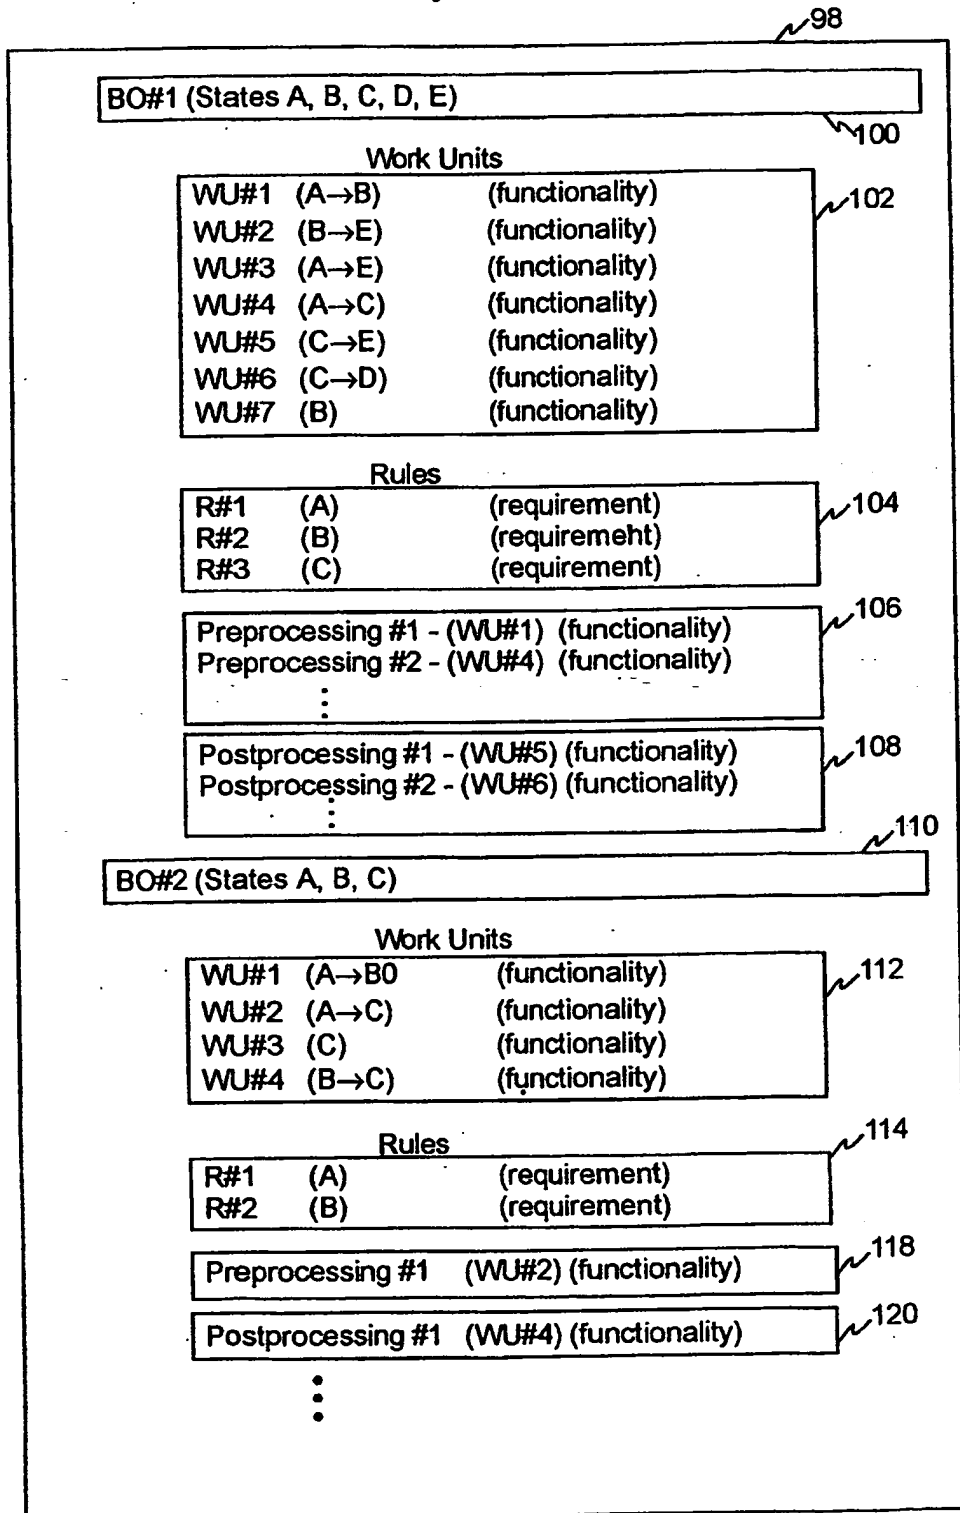 98
BO#1 (States A, B, C, D, E)
100
Work Units
WU#1 (A→B) (functionality)
102
WU#2 (B→E) (functionality)
WU#3 (A→E) (functionality)
WU#4 (A→C) (functionality)
WU#5 (C→E) (functionality)
WU#6 (C→D) (functionality)
WU#7 (B) (functionality)
Rules
R#1 (A) (requirement)
104
R#2 (B) (requirement)
R#3 (C) (requirement)
106
Preprocessing #1 - (WU#1) (functionality)
Preprocessing #2 - (WU#4) (functionality)
Postprocessing #1 - (WU#5) (functionality)
108
Postprocessing #2 - (WU#6) (functionality)
110
BO#2 (States A, B, C)
Work Units
WU#1 (A→B0 (functionality)
112
WU#2 (A→C) (functionality)
WU#3 (C) (functionality)
WU#4 (B→C) (functionality)
Rules
114
R#1 (A) (requirement)
R#2 (B) (requirement)
118
Preprocessing #1 (WU#2) (functionality)
120
Postprocessing #1 (WU#4) (functionality)